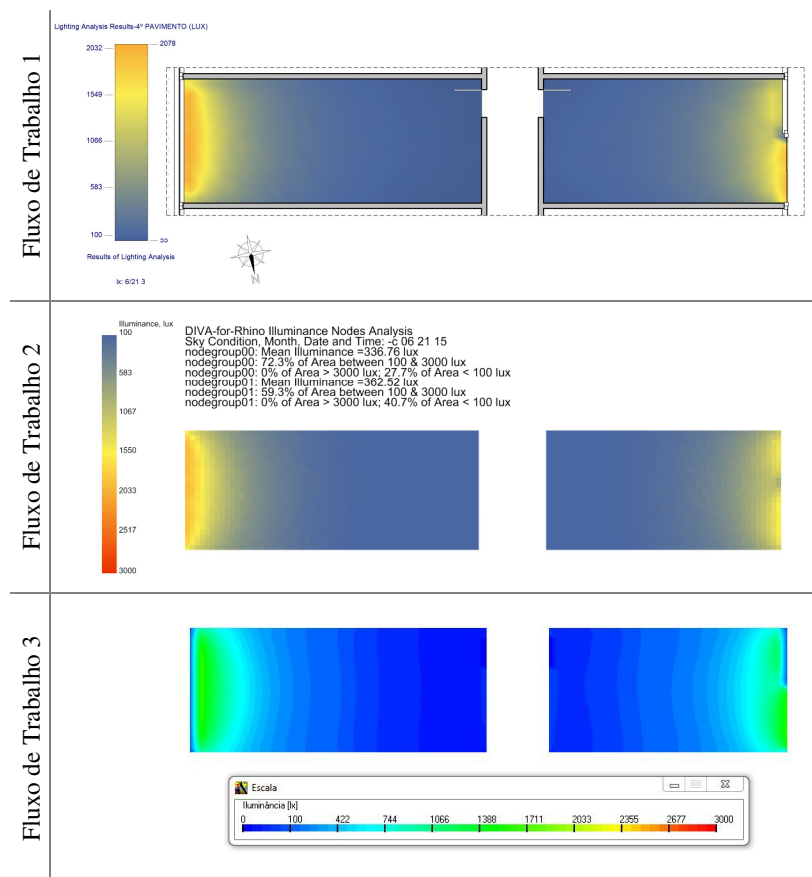 Fluxo de Trabalho 1
Lighting Analysis Results-4º PAVIMENTO (LUX)
2032
2078
1549
1066
583
100
35
Results of Lighting Analysis
lx: 6/21 3
N
Fluxo de Trabalho 2
Illuminance, lux
100
583
1067
1550
2033
2517
3000
DIVA-for-Rhino Illuminance Nodes Analysis
Sky Condition, Month, Date and Time: -c 06 21 15
nodegroup00: Mean Illuminance =336.76 lux
nodegroup00: 72.3% of Area between 100 & 3000 lux
nodegroup00: 0% of Area > 3000 lux; 27.7% of Area < 100 lux
nodegroup01: Mean Illuminance =362.52 lux
nodegroup01: 59.3% of Area between 100 & 3000 lux
nodegroup01: 0% of Area > 3000 lux; 40.7% of Area < 100 lux
Fluxo de Trabalho 3
Escala
Iluminância [lx]
0 100 422 744 1066 1388 1711 2033 2355 2677 3000